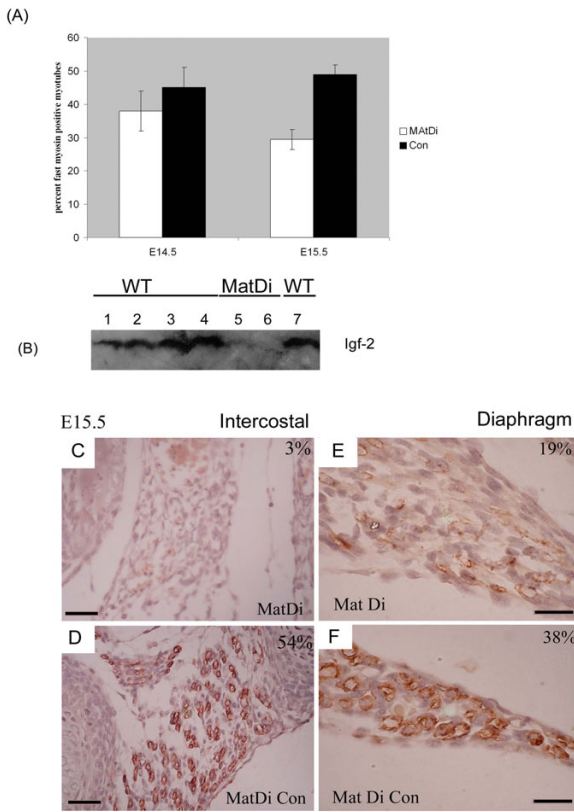 (A)
60
50
40
30
20
10
0
percent fast myosin positive myotubes
E14.5 E15.5
MAtDi
Con
WT MatDi WT
1 2 3 4 5 6 7
(B) Igf-2
E15.5 Intercostal Diaphragm
C 3%
MatDi
E 19%
Mat Di
D 54%
MatDi Con
F 38%
Mat Di Con